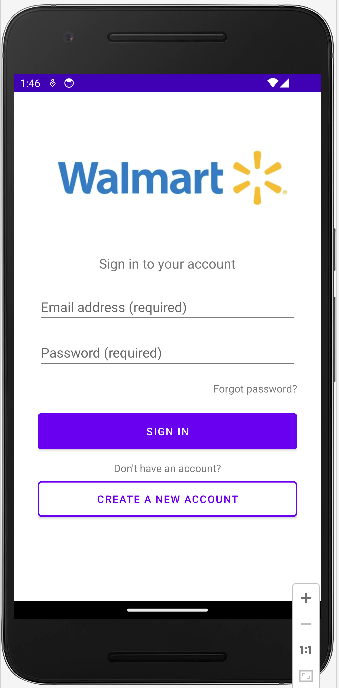 1:46
Walmart
Sign in to your account
Email address (required)
Password (required)
Forgot password?
SIGN IN
Don't have an account?
CREATE A NEW ACCOUNT
+
−
1:1